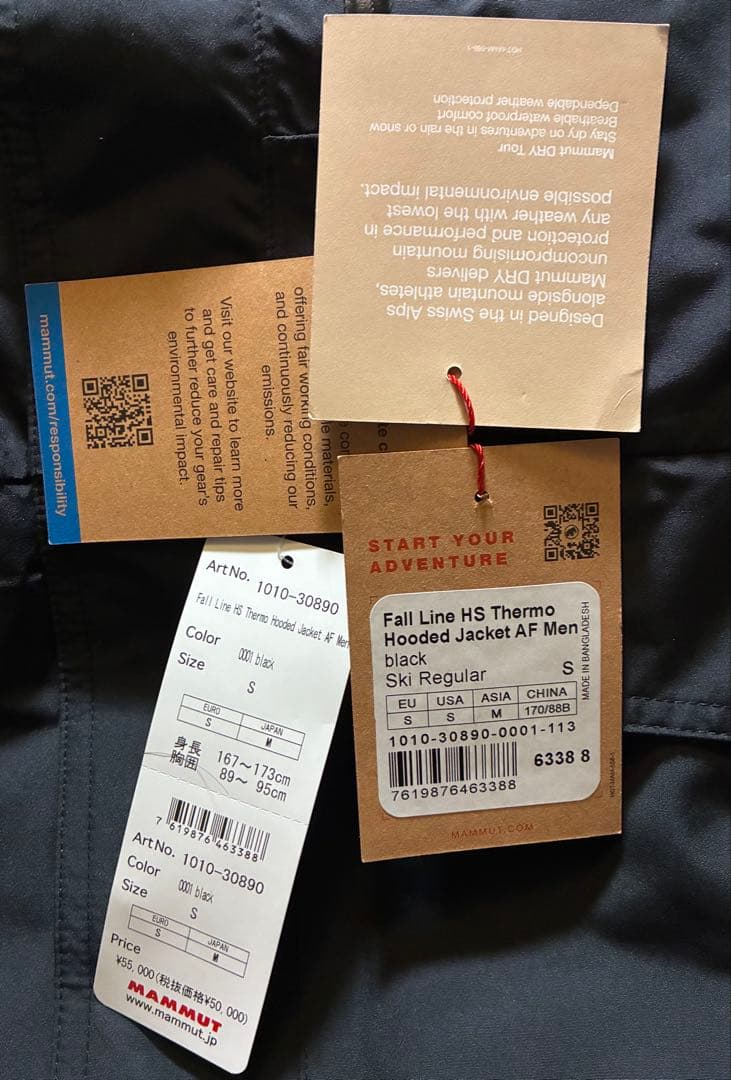 HGT-MAM-559-1
Mammut DRY Tour
Stay dry on adventures in the rain or snow
Breathable waterproof comfort
Dependable weather protection
Designed in the Swiss Alps
alongside mountain athletes,
Mammut DRY delivers
uncompromising mountain
protection and performance in
any weather with the lowest
possible environmental impact.
offering fair working conditions,
and continuously reducing our
emissions.
Visit our website to learn more
and get care and repair tips
to further reduce your gear's
environmental impact.
mammut.com/responsibility
START YOUR
ADVENTURE
Fall Line HS Thermo
Hooded Jacket AF Men
black
Ski Regular S
EU USA ASIA CHINA
S S M 170/88B
1010-30890-0001-113
6338 8
7619876463388
MADE IN BANGLADESH
MAMMUT.COM
Art No. 1010-30890
Fall Line HS Thermo Hooded Jacket AF Men
Color 0001 black
Size S
EURO JAPAN
S M
身長 167～173cm
胸囲 89～ 95cm
7 619876 463388
Art No. 1010-30890
Color 0001 black
Size S
EURO JAPAN
S M
Price
¥55,000(税抜価格¥50,000)
MAMMUT
www.mammut.jp